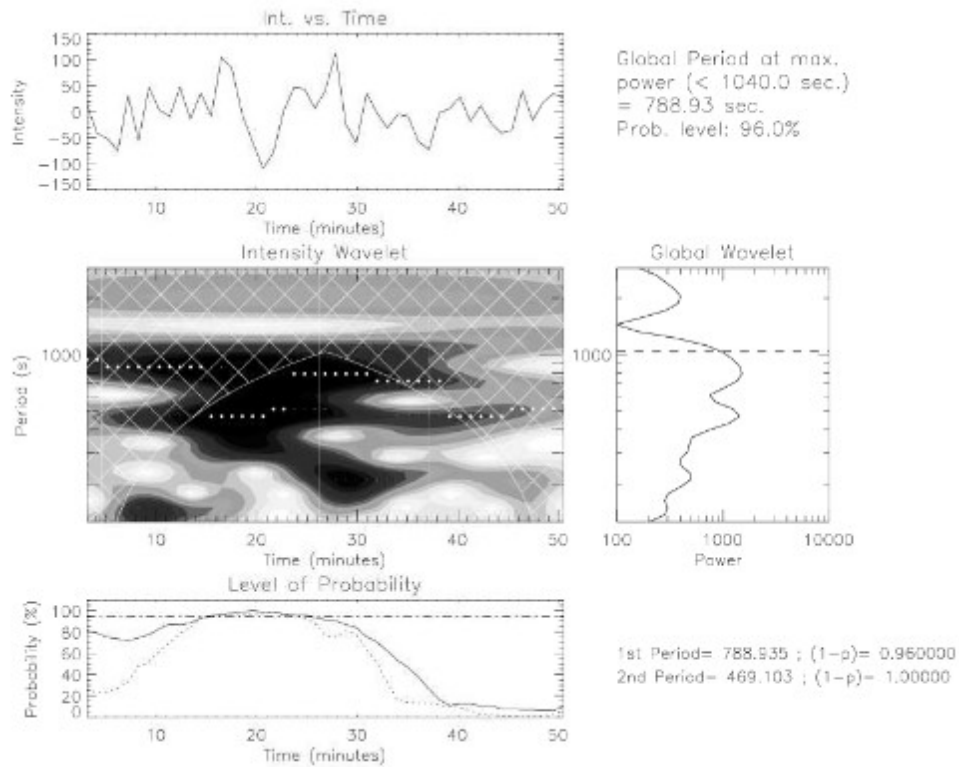 Int. vs. Time
150
100
50
0
−50
−100
−150
Intensity
10 20 30 40 50
Time (minutes)
Global Period at max.
power (< 1040.0 sec.)
= 788.93 sec.
Prob. level: 96.0%
Intensity Wavelet
1000
Period (s)
10 20 30 40 50
Time (minutes)
Global Wavelet
1000
100 1000 10000
Power
Level of Probability
100
80
60
40
20
0
Probability (%)
10 20 30 40 50
Time (minutes)
1st Period= 788.935 ; (1-p)= 0.960000
2nd Period= 469.103 ; (1-p)= 1.00000